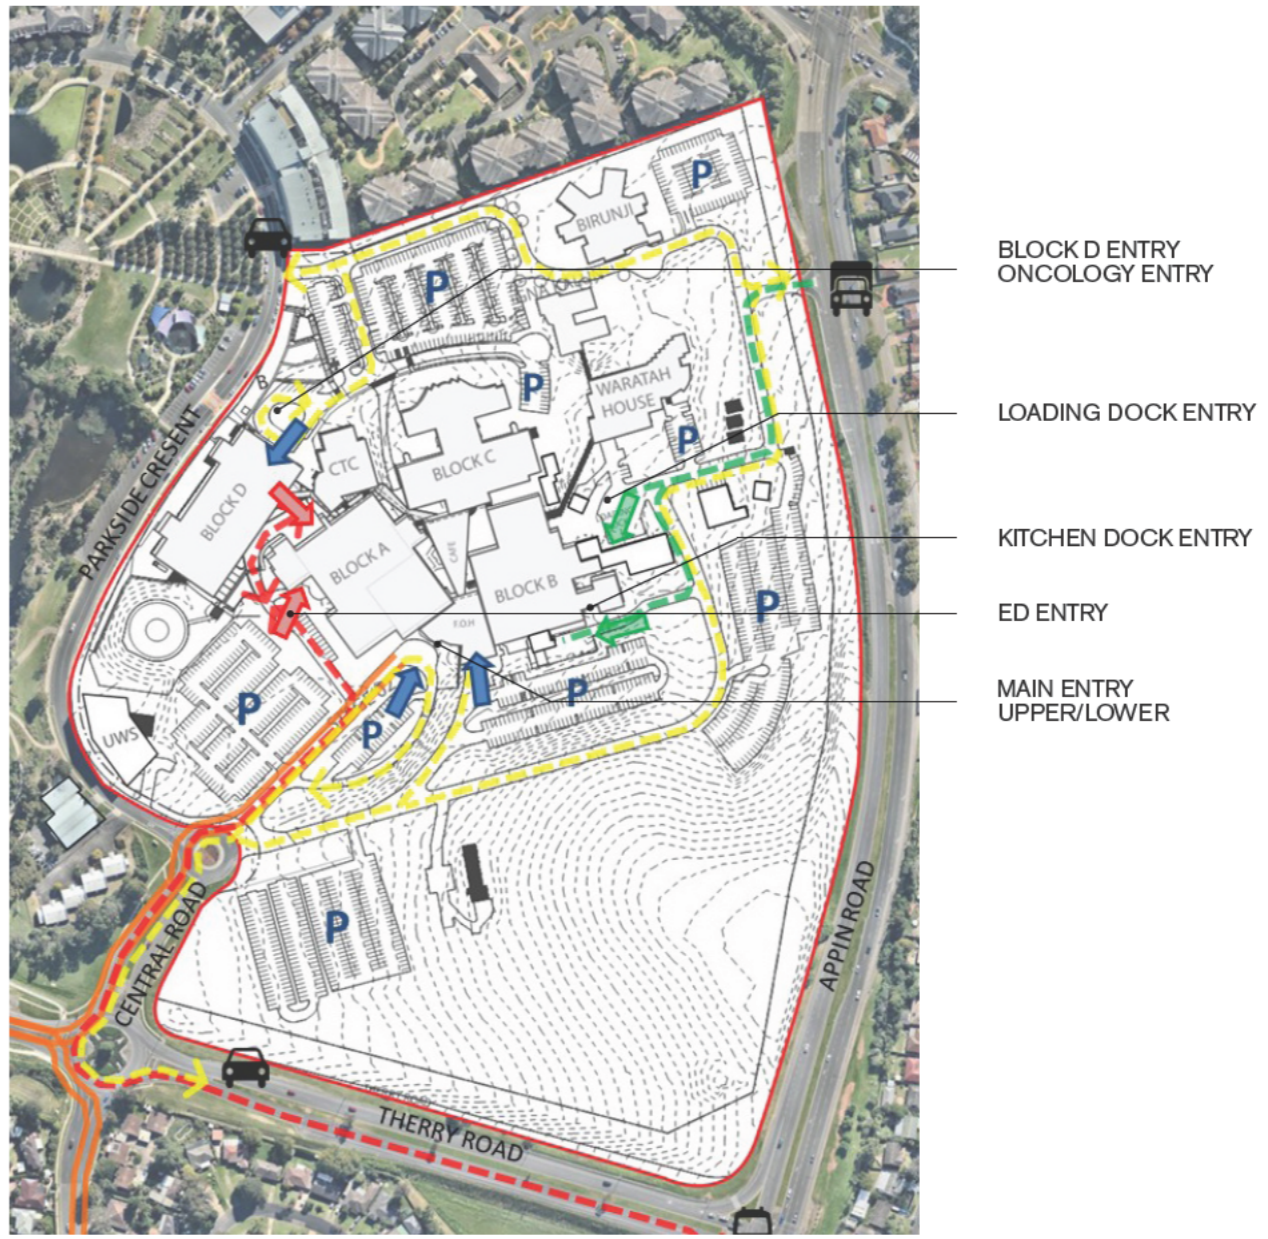 P
BIRUNJI
BLOCK D ENTRY
ONCOLOGY ENTRY
P
B
P
WARATAH
HOUSE
LOADING DOCK ENTRY
P
PARKSIDE CRESENT
CTC
BLOCK C
BLOCK D
KITCHEN DOCK ENTRY
BLOCK A
CAFE
BLOCK B
P
ED ENTRY
F.O.H
MAIN ENTRY
UPPER/LOWER
P
P
P
UWS
CENTRAL ROAD
P
APPIN ROAD
THERRY ROAD